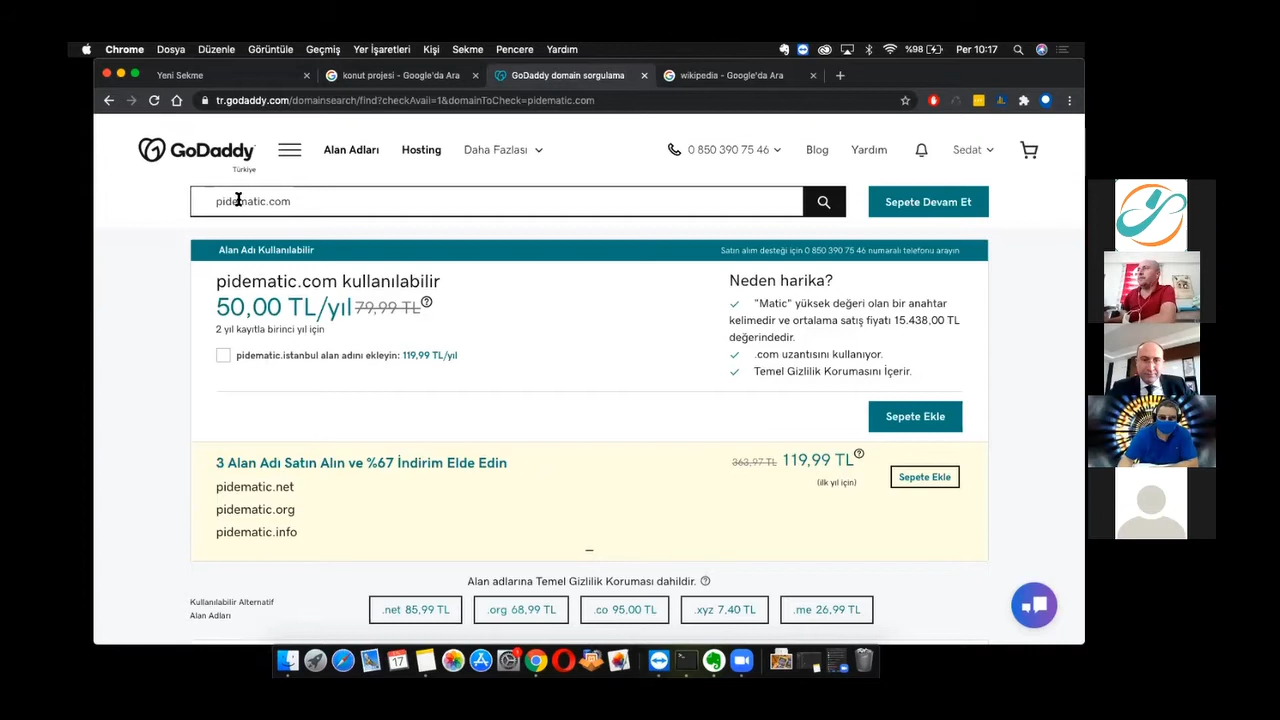 Chrome Dosya Düzenle Görüntüle Geçmiş Yer İşaretleri Kişi Sekme Pencere Yardım %98 Per 10:17
Yeni Sekme konut projesi - Google'da Ara GoDaddy domain sorgulama wikipedia - Google'da Ara
tr.godaddy.com/domainsearch/find?checkAvail=1&domainToCheck=pidematic.com
GoDaddy
Türkiye
Alan Adları Hosting Daha Fazlası 0 850 390 75 46 Blog Yardım Sedat
pidematic.com
Sepete Devam Et
Alan Adı Kullanılabilir
Satın alım desteği için 0 850 390 75 46 numaralı telefonu arayın
pidematic.com kullanılabilir
50,00 TL/yıl 79,99 TL
2 yıl kayıtla birinci yıl için
pidematic.istanbul alan adını ekleyin: 119,99 TL/yıl
Neden harika?
"Matic" yüksek değeri olan bir anahtar
kelimedir ve ortalama satış fiyatı 15.438,00 TL
değerindedir.
.com uzantısını kullanıyor.
Temel Gizlilik Korumasını İçerir.
Sepete Ekle
3 Alan Adı Satın Alın ve %67 İndirim Elde Edin
pidematic.net
pidematic.org
pidematic.info
363,97 TL 119,99 TL
(ilk yıl için)
Sepete Ekle
Alan adlarına Temel Gizlilik Koruması dahildir.
Kullanılabilir Alternatif
Alan Adları
.net 85,99 TL .org 68,99 TL .co 95,00 TL .xyz 7,40 TL .me 26,99 TL
17